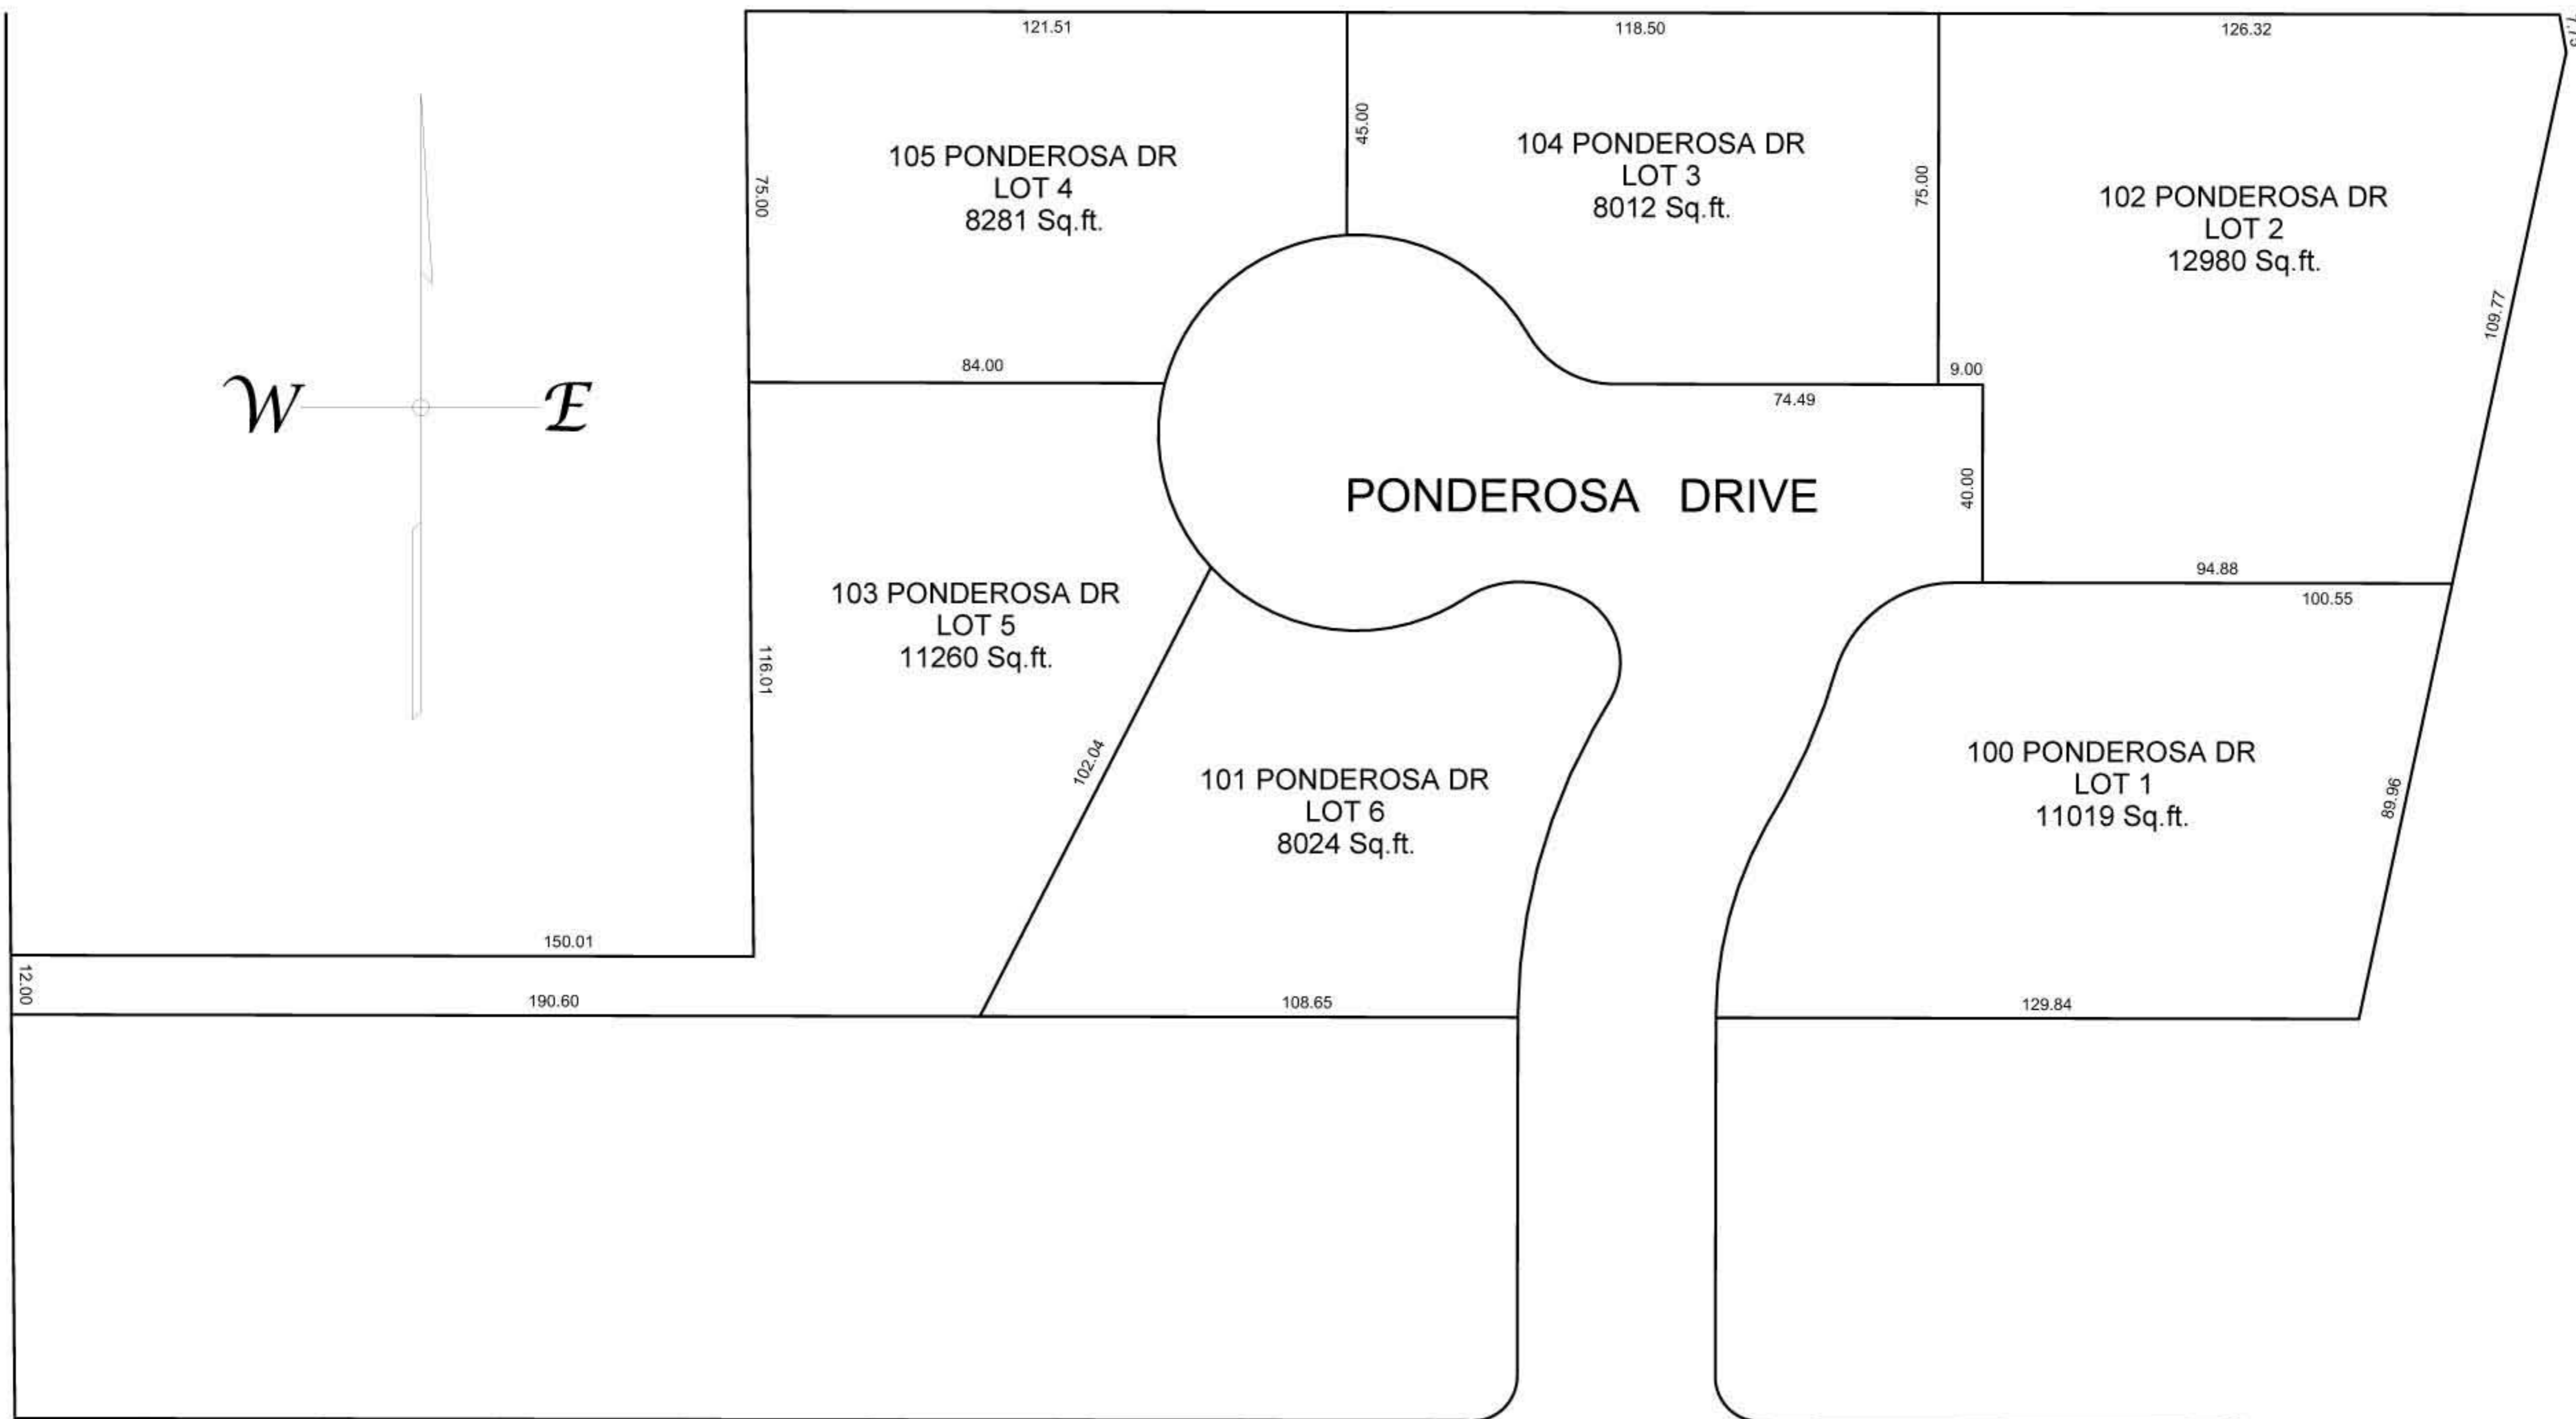 121.51
118.50
126.32
7.75
105 PONDEROSA DR
LOT 4
8281 Sq.ft.
75.00
45.00
104 PONDEROSA DR
LOT 3
8012 Sq.ft.
75.00
102 PONDEROSA DR
LOT 2
12980 Sq.ft.
109.77
W
E
84.00
9.00
74.49
PONDEROSA DRIVE
40.00
94.88
100.55
103 PONDEROSA DR
LOT 5
11260 Sq.ft.
116.01
102.04
101 PONDEROSA DR
LOT 6
8024 Sq.ft.
100 PONDEROSA DR
LOT 1
11019 Sq.ft.
89.96
150.01
12.00
190.60
108.65
129.84